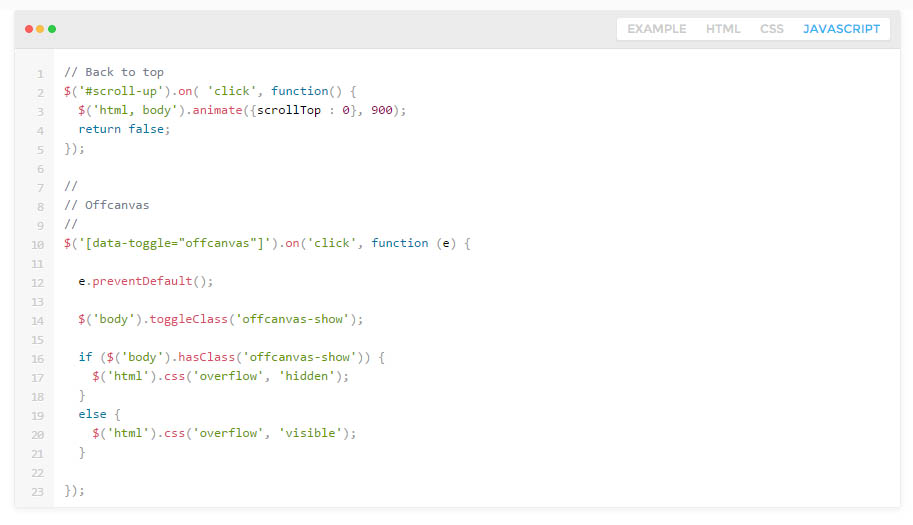 EXAMPLE HTML CSS JAVASCRIPT
1 // Back to top
2 $('#scroll-up').on( 'click', function() {
3   $('html, body').animate({scrollTop : 0}, 900);
4   return false;
5 });
6
7 //
8 // Offcanvas
9 //
10 $('[data-toggle="offcanvas"]').on('click', function (e) {
11
12   e.preventDefault();
13
14   $('body').toggleClass('offcanvas-show');
15
16   if ($('body').hasClass('offcanvas-show')) {
17     $('html').css('overflow', 'hidden');
18   }
19   else {
20     $('html').css('overflow', 'visible');
21   }
22
23 });